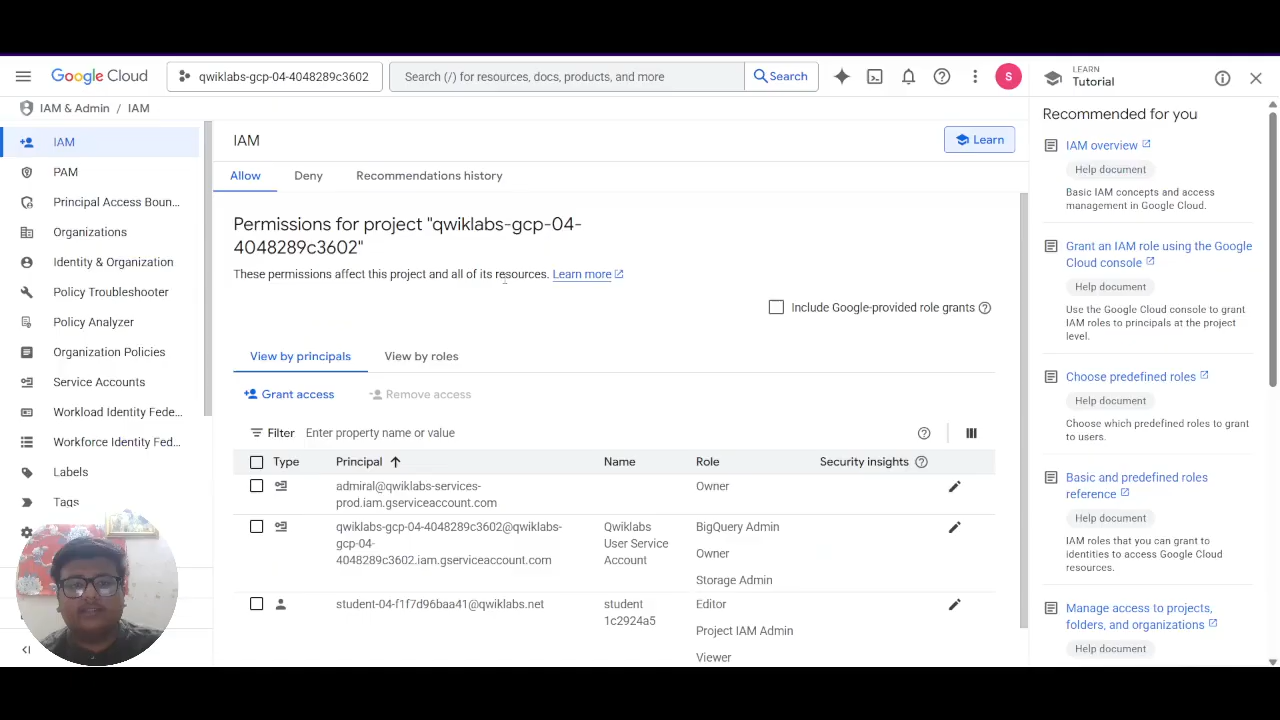 Google Cloud
qwiklabs-gcp-04-4048289c3602
Search (/) for resources, docs, products, and more
Search
S
LEARN
Tutorial
IAM & Admin / IAM
IAM
PAM
Principal Access Boun...
Organizations
Identity & Organization
Policy Troubleshooter
Policy Analyzer
Organization Policies
Service Accounts
Workload Identity Fede...
Workforce Identity Fed...
Labels
Tags
IAM
Learn
Allow
Deny
Recommendations history
Permissions for project "qwiklabs-gcp-04-
4048289c3602"
These permissions affect this project and all of its resources. Learn more
Include Google-provided role grants
View by principals
View by roles
Grant access
Remove access
Filter Enter property name or value
Type Principal Name Role Security insights
admiral@qwiklabs-services-
prod.iam.gserviceaccount.com
Owner
qwiklabs-gcp-04-4048289c3602@qwiklabs-
gcp-04-
4048289c3602.iam.gserviceaccount.com
Qwiklabs
User Service
Account
BigQuery Admin
Owner
Storage Admin
student-04-f1f7d96baa41@qwiklabs.net
student
1c2924a5
Editor
Project IAM Admin
Viewer
Recommended for you
IAM overview
Help document
Basic IAM concepts and access
management in Google Cloud.
Grant an IAM role using the Google
Cloud console
Help document
Use the Google Cloud console to grant
IAM roles to principals at the project
level.
Choose predefined roles
Help document
Choose which predefined roles to grant
to users.
Basic and predefined roles
reference
Help document
IAM roles that you can grant to
identities to access Google Cloud
resources.
Manage access to projects,
folders, and organizations
Help document